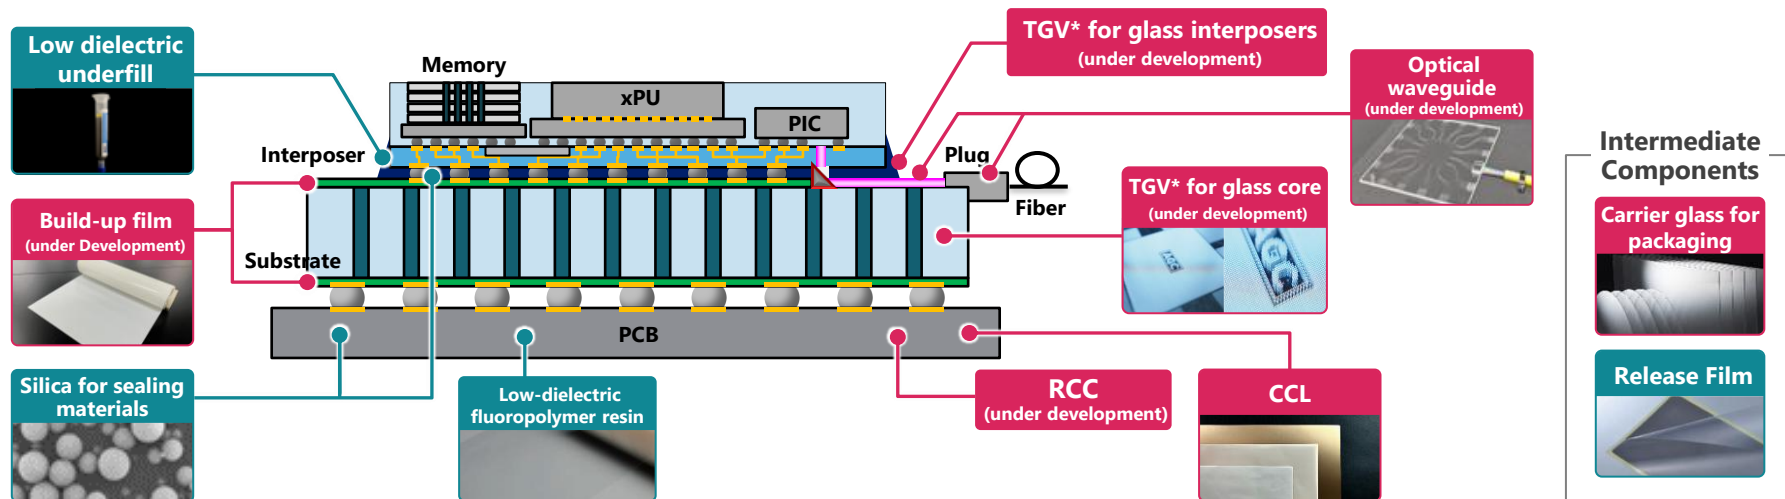 Low dielectric
underfill
Memory
xPU
PIC
Interposer
Plug
Fiber
TGV* for glass interposers
(under development)
Optical
waveguide
(under development)
Build-up film
(under Development)
Substrate
TGV* for glass core
(under development)
PCB
Silica for sealing
materials
Low-dielectric
fluoropolymer resin
RCC
(under development)
CCL
Intermediate
Components
Carrier glass for
packaging
Release Film